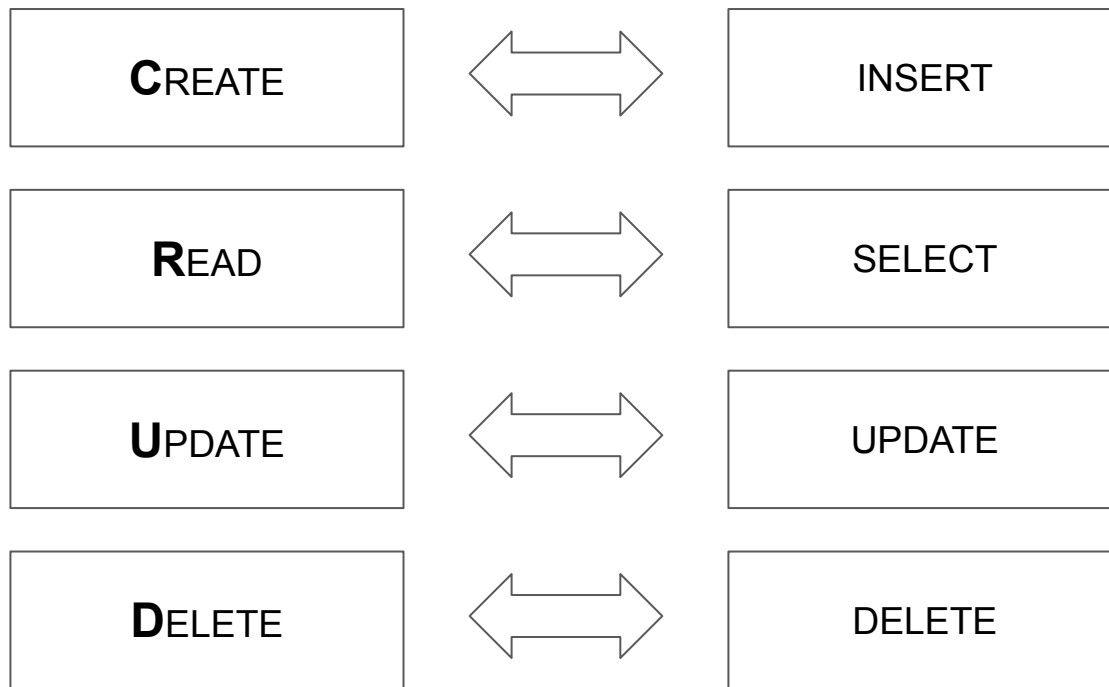 CREATE
INSERT
READ
SELECT
UPDATE
UPDATE
DELETE
DELETE